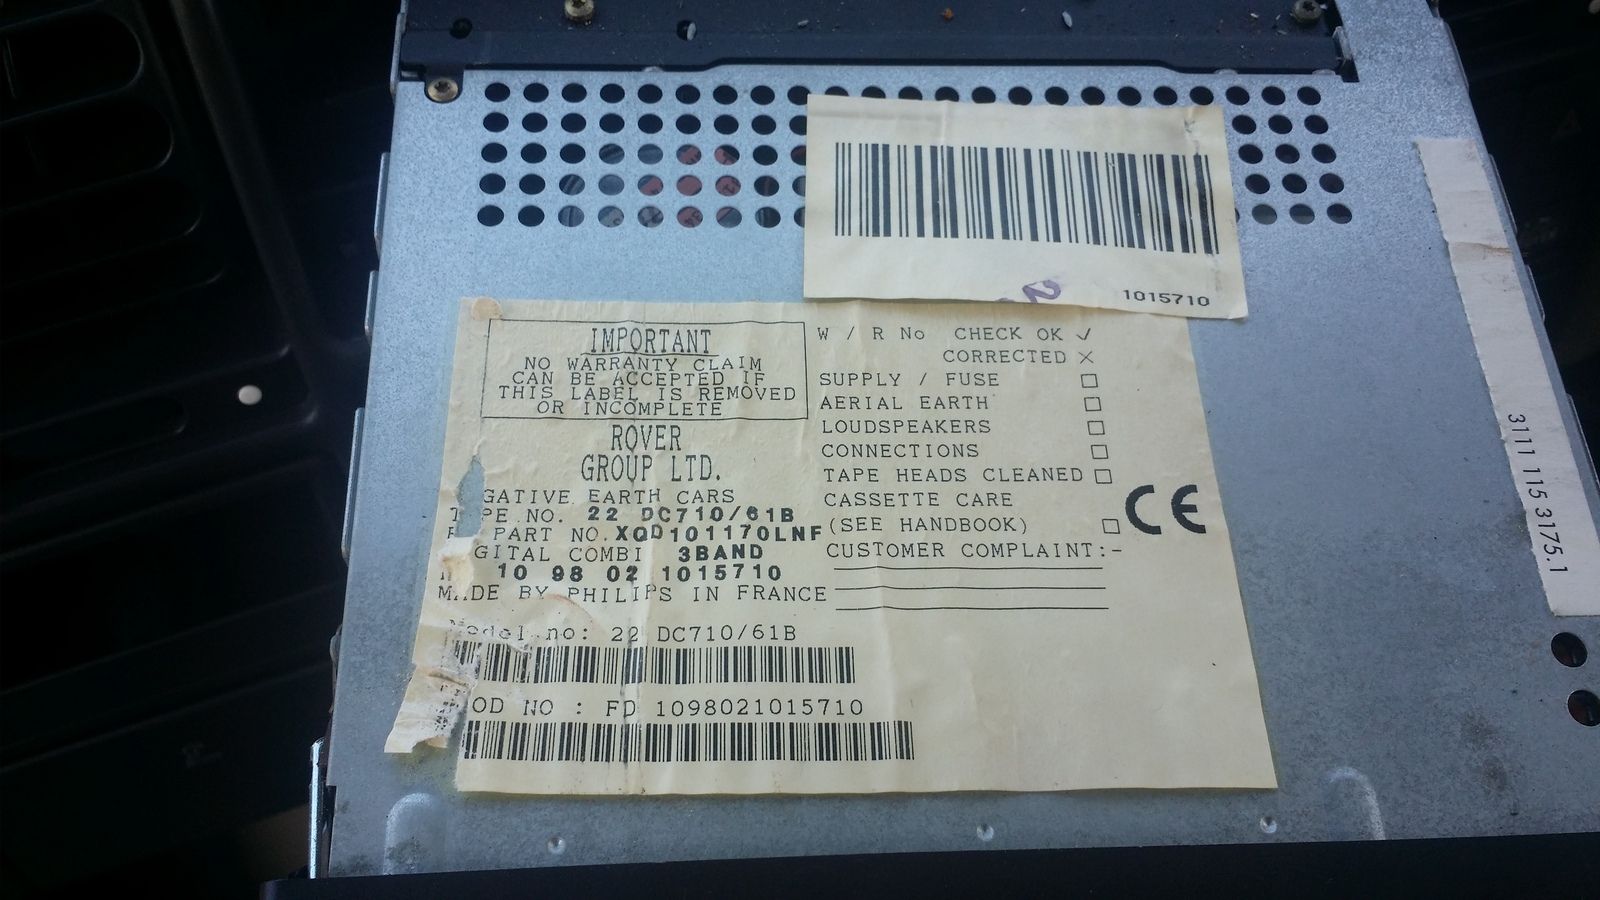 1015710
IMPORTANT
NO WARRANTY CLAIM
CAN BE ACCEPTED IF
THIS LABEL IS REMOVED
OR INCOMPLETE
ROVER
GROUP LTD.
GATIVE EARTH CARS
PE NO. 22 DC710/61B
PART NO. XQD101170LNF
GITAL COMBI 3BAND
10 98 02 1015710
MADE BY PHILIPS IN FRANCE
Model no: 22 DC710/61B
OD NO : FD 1098021015710
W / R No CHECK OK ✓
CORRECTED ×
SUPPLY / FUSE □
AERIAL EARTH □
LOUDSPEAKERS □
CONNECTIONS □
TAPE HEADS CLEANED □
CASSETTE CARE
(SEE HANDBOOK) □
CUSTOMER COMPLAINT:-
CE
3111 115 3175.1